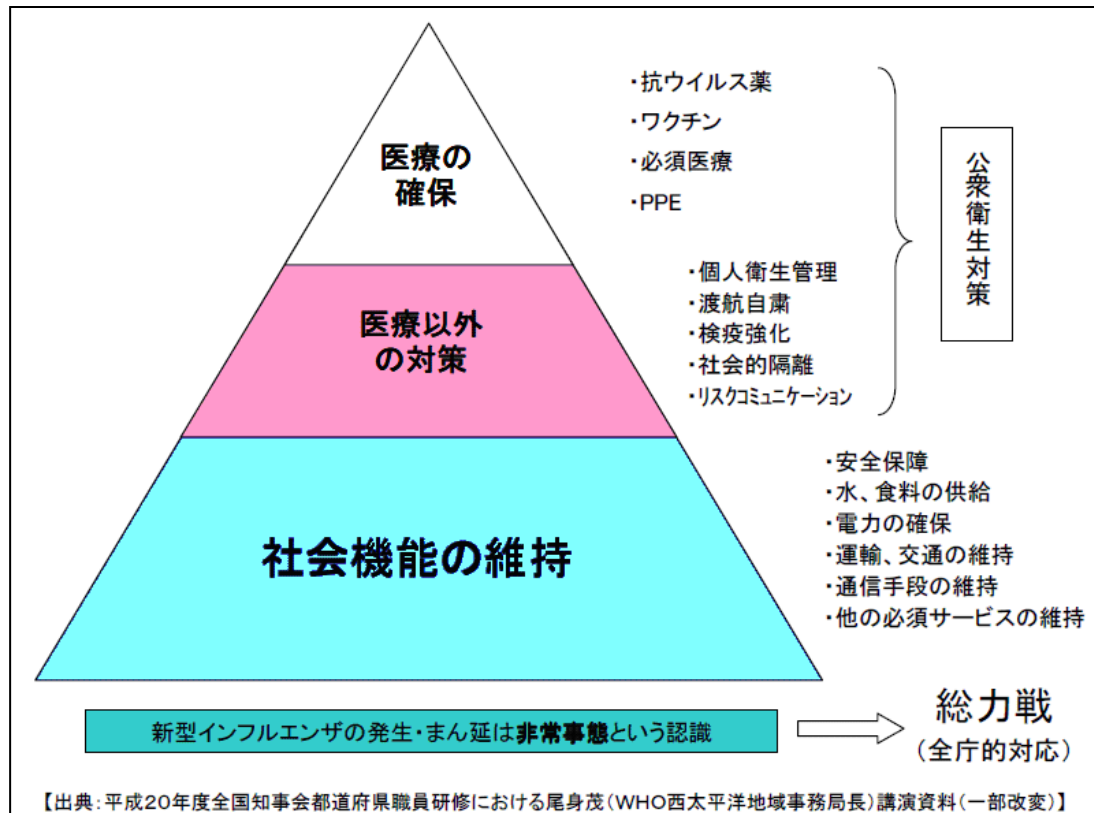 医療の
確保
・抗ウイルス薬
・ワクチン
・必須医療
・PPE
医療以外
の対策
・個人衛生管理
・渡航自粛
・検疫強化
・社会的隔離
・リスクコミュニケーション
公衆衛生対策
社会機能の維持
・安全保障
・水、食料の供給
・電力の確保
・運輸、交通の維持
・通信手段の維持
・他の必須サービスの維持
新型インフルエンザの発生・まん延は非常事態という認識
総力戦
（全庁的対応）
【出典：平成20年度全国知事会都道府県職員研修における尾身茂（WHO西太平洋地域事務局長）講演資料（一部改変）】